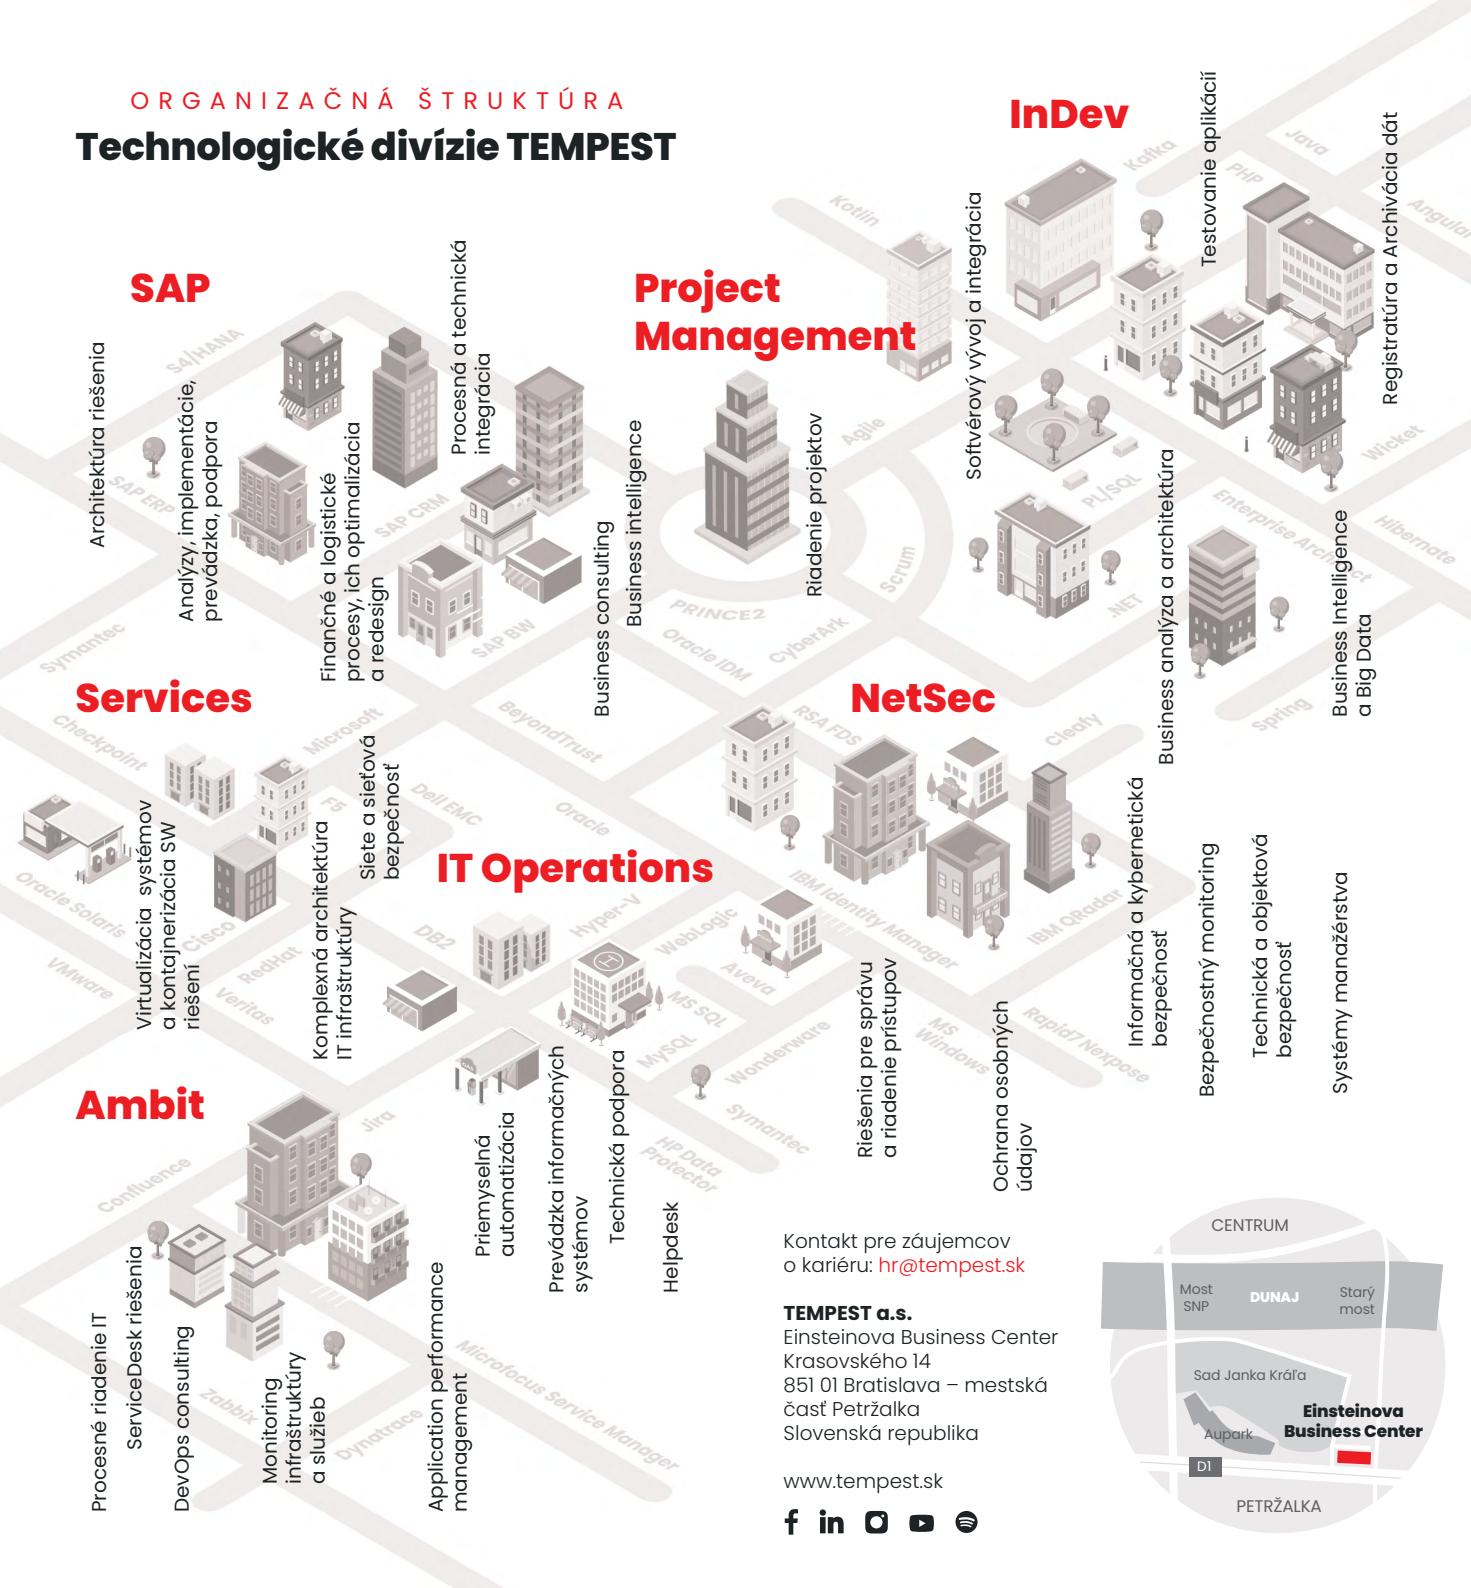 ORGANIZAČNÁ ŠTRUKTÚRA
Technologické divízie TEMPEST
InDev
Softvérový vývoj a integrácia
Testovanie aplikácií
Registratúra a Archivácia dát
Business analýza a architektúra
Business Intelligence
a Big Data
Kotlin
Kafka
Java
PHP
Angular
Wicket
Hibernate
Enterprise Architect
PL/SQL
.NET
Spring
SAP
Architektúra riešenia
Analýzy, implementácie,
prevádzka, podpora
Finančné a logistické
procesy, ich optimalizácia
a redesign
Procesná a technická
integrácia
Business consulting
Business intelligence
S4/HANA
SAP ERP
SAP CRM
SAP BW
Project
Management
Riadenie projektov
Agile
Scrum
PRINCE2
Services
Virtualizácia systémov
a kontajnerizácia SW
riešení
Komplexná architektúra
IT infraštruktúry
Siete a sieťová
bezpečnosť
Symantec
Checkpoint
Microsoft
F5
Dell EMC
Oracle Solaris
Cisco
VMware
RedHat
Veritas
BeyondTrust
Oracle
NetSec
Riešenia pre správu
a riadenie prístupov
Ochrana osobných
údajov
Informačná a kybernetická
bezpečnosť
Bezpečnostný monitoring
Technická a objektová
bezpečnosť
Systémy manažérstva
Oracle IDM
CyberArk
RSA FDS
Cleafy
IBM Identity Manager
IBM QRadar
Rapid7 Nexpose
IT Operations
Priemyselná
automatizácia
Prevádzka informačných
systémov
Technická podpora
Helpdesk
DB2
Hyper-V
WebLogic
Aveva
MS SQL
MySQL
Wonderware
MS
Windows
Symantec
HP Data
Protector
Ambit
Procesné riadenie IT
ServiceDesk riešenia
DevOps consulting
Monitoring
infraštruktúry
a služieb
Application performance
management
Jira
Confluence
Zabbix
Dynatrace
Microfocus Service Manager
Kontakt pre záujemcov
o kariéru: hr@tempest.sk
TEMPEST a.s.
Einsteinova Business Center
Krasovského 14
851 01 Bratislava – mestská
časť Petržalka
Slovenská republika
www.tempest.sk
CENTRUM
Most
SNP
DUNAJ
Starý
most
Sad Janka Kráľa
Aupark
Einsteinova
Business Center
D1
PETRŽALKA